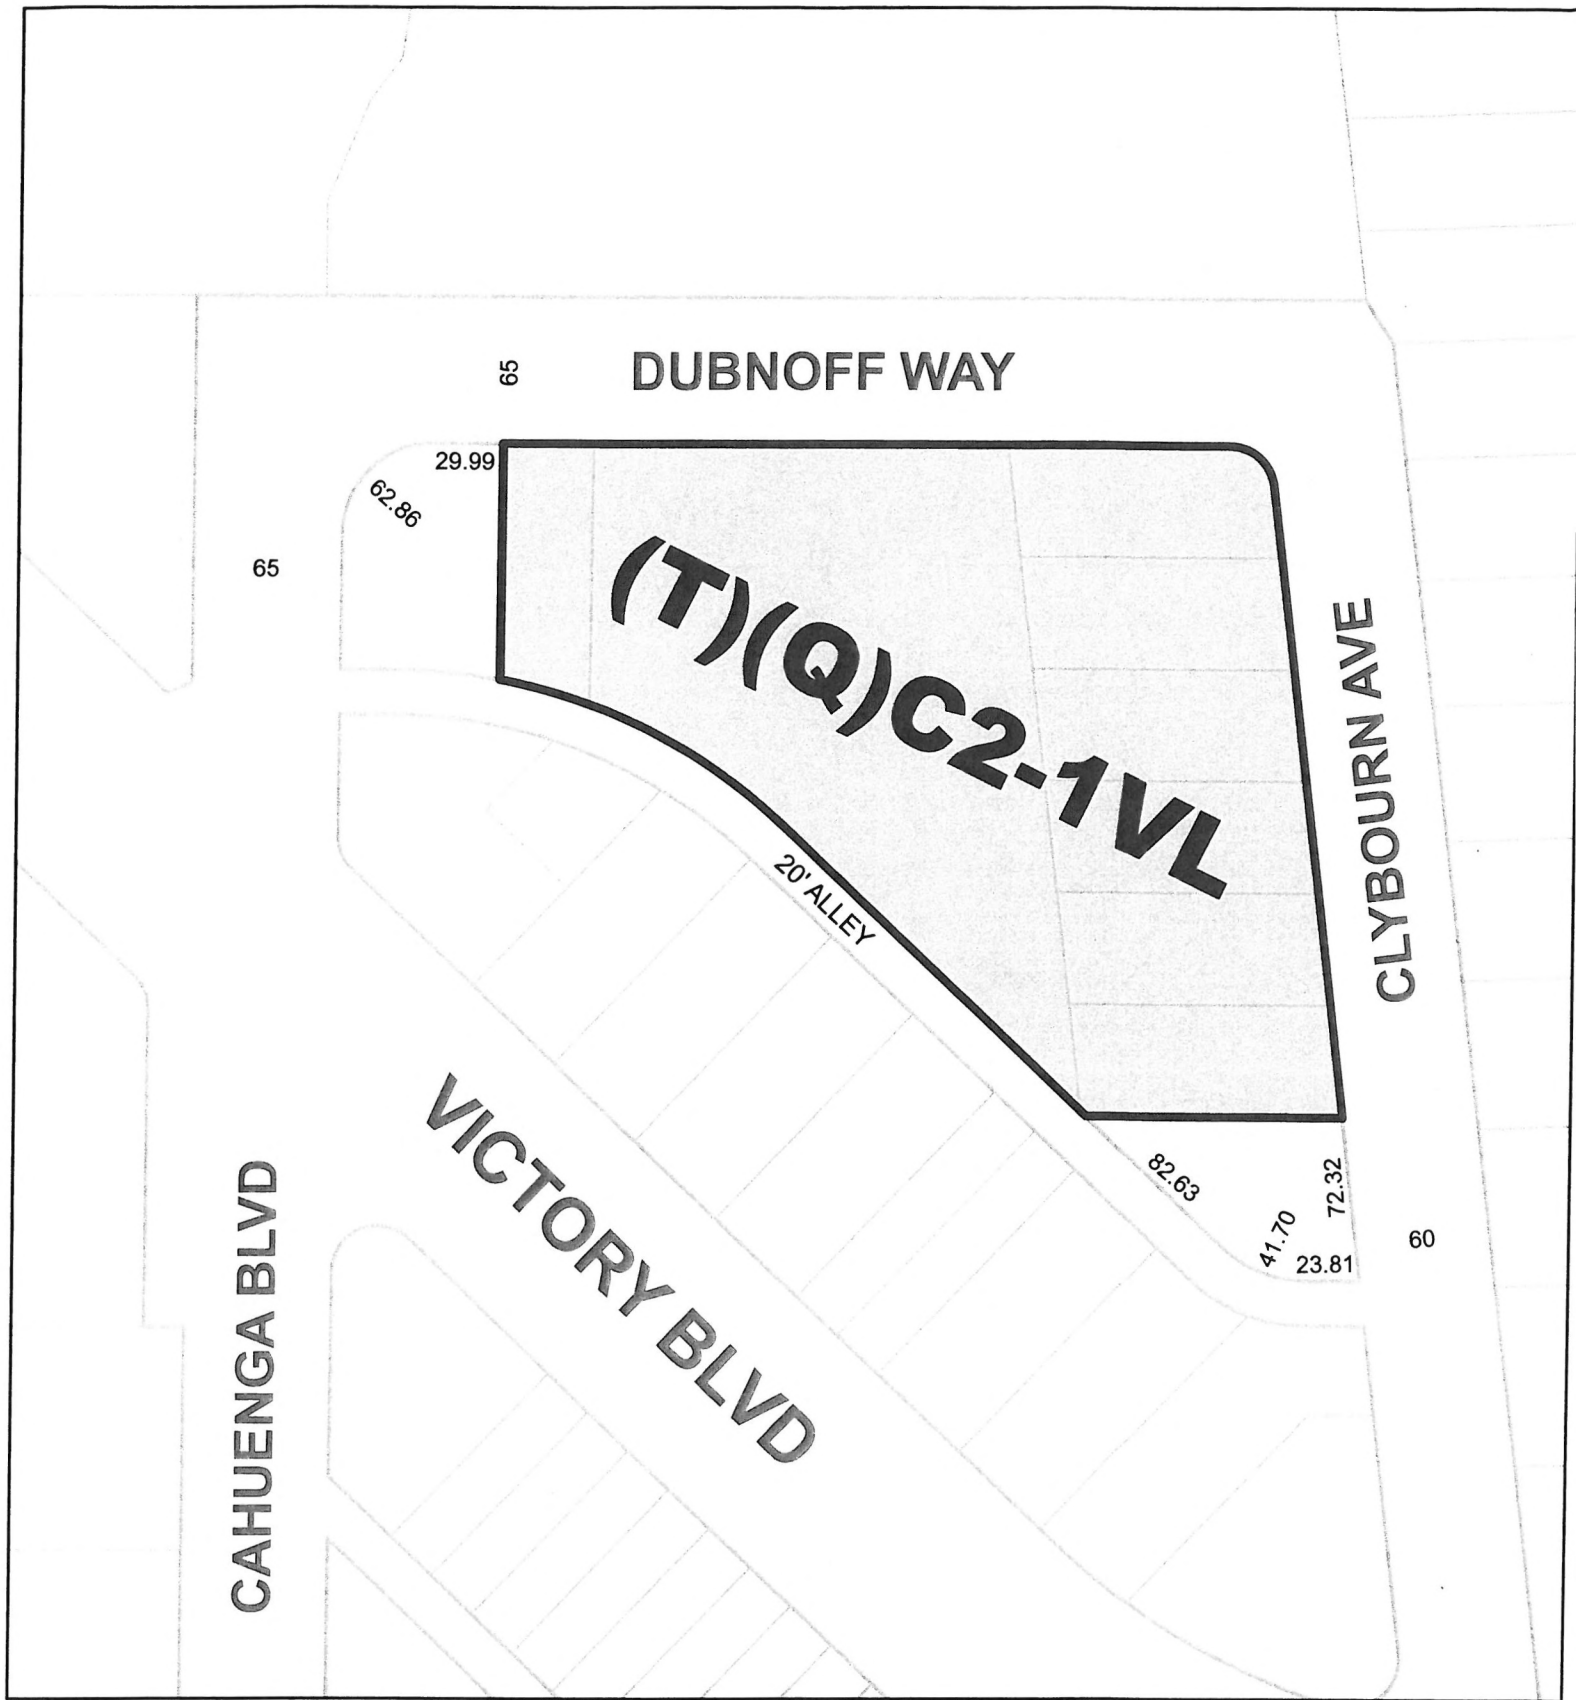 65
DUBNOFF WAY
29.99
62.86
65
(T)(Q)C2-1VL
CLYBOURN AVE
20' ALLEY
VICTORY BLVD
82.63
72.32
41.70
23.81
60
CAHUENGA BLVD